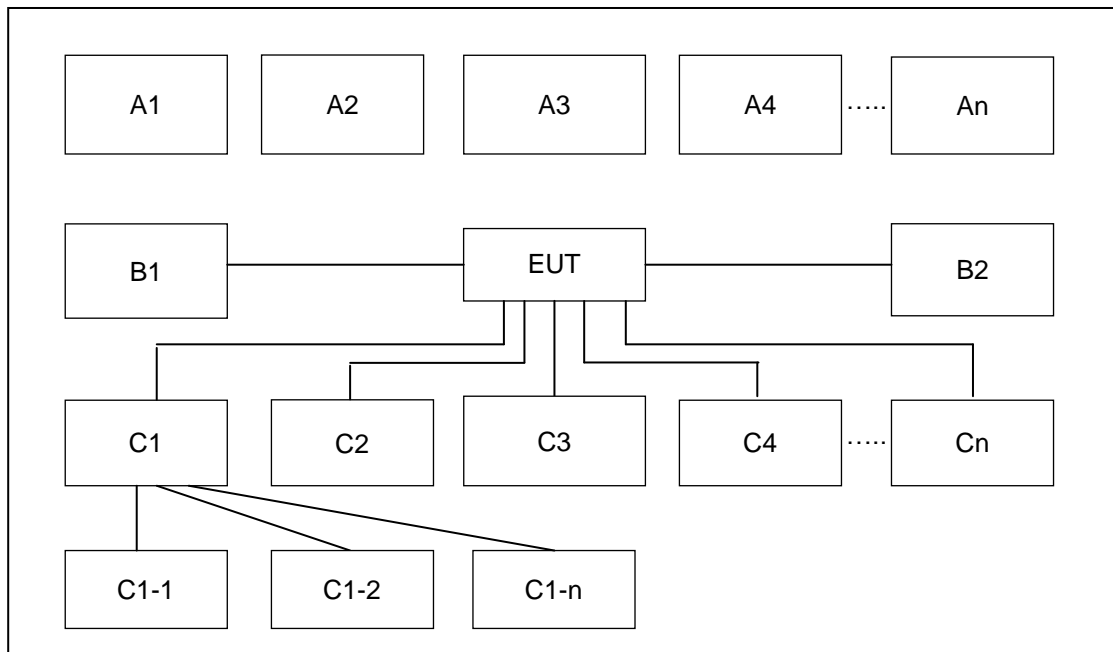 A1 A2 A3 A4 ..... An
B1 EUT B2
C1 C2 C3 C4 ..... Cn
C1-1 C1-2 C1-n